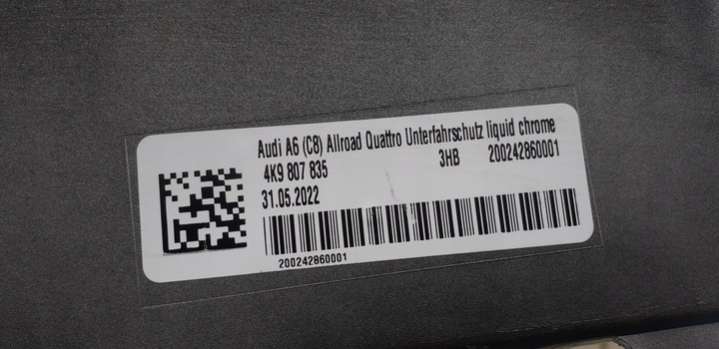 Audi A6 (C8) Allroad Quattro Unterfahrschutz liquid chrome
4K9 807 835 3HB 200242860001
31.05.2022
200242860001